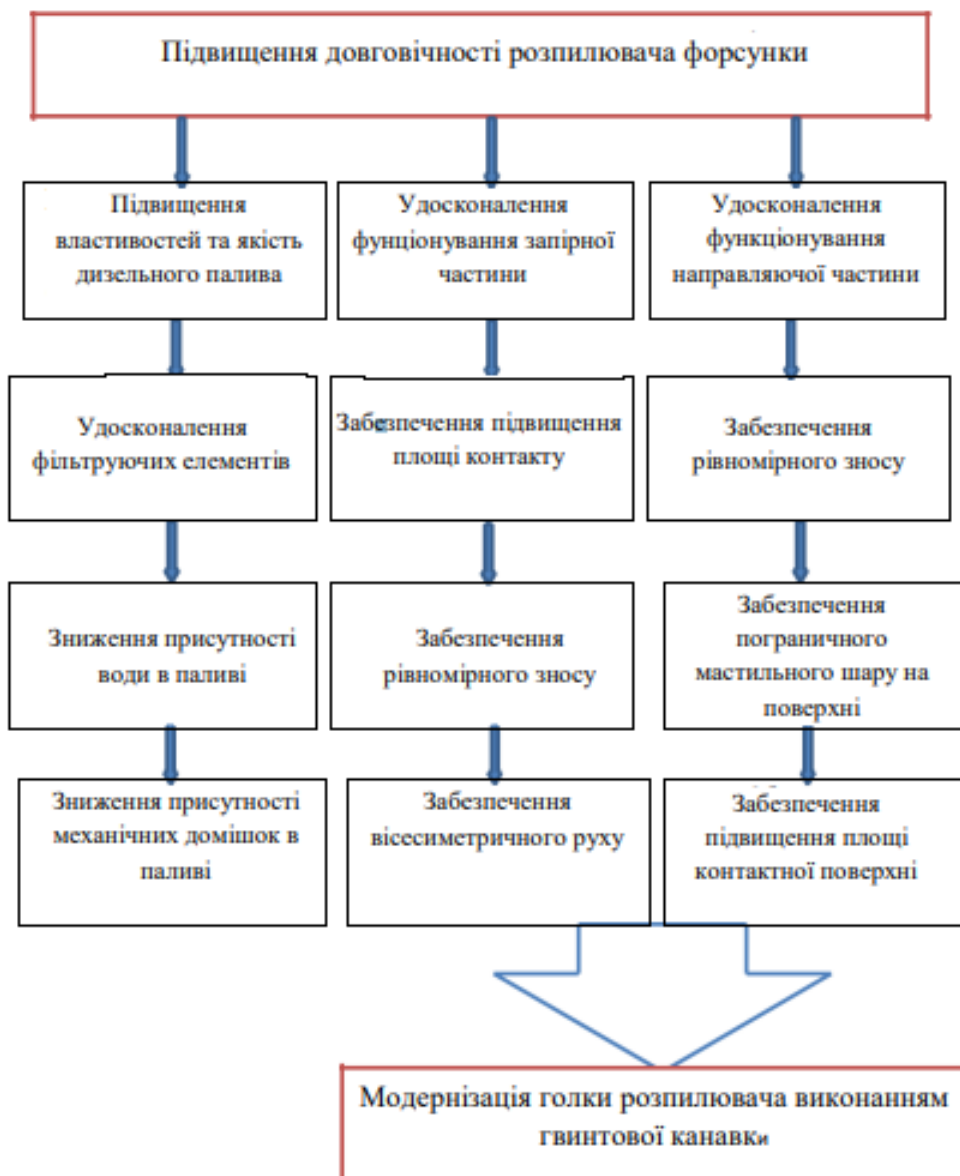 Підвищення довговічності розпилювача форсунки
Підвищення
властивостей та якість
дизельного палива
Удосконалення
фунціонування запірної
частини
Удосконалення
функціонування
направляючої частини
Удосконалення
фільтруючих елементів
Забезпечення підвищення
площі контакту
Забезпечення
рівномірного зносу
Зниження присутності
води в паливі
Забезпечення
рівномірного зносу
Забезпечення
пограничного
мастильного шару на
поверхні
Зниження присутності
механічних домішок в
паливі
Забезпечення
вісесиметричного руху
Забезпечення
підвищення площі
контактної поверхні
Модернізація голки розпилювача виконанням
гвинтової канавки